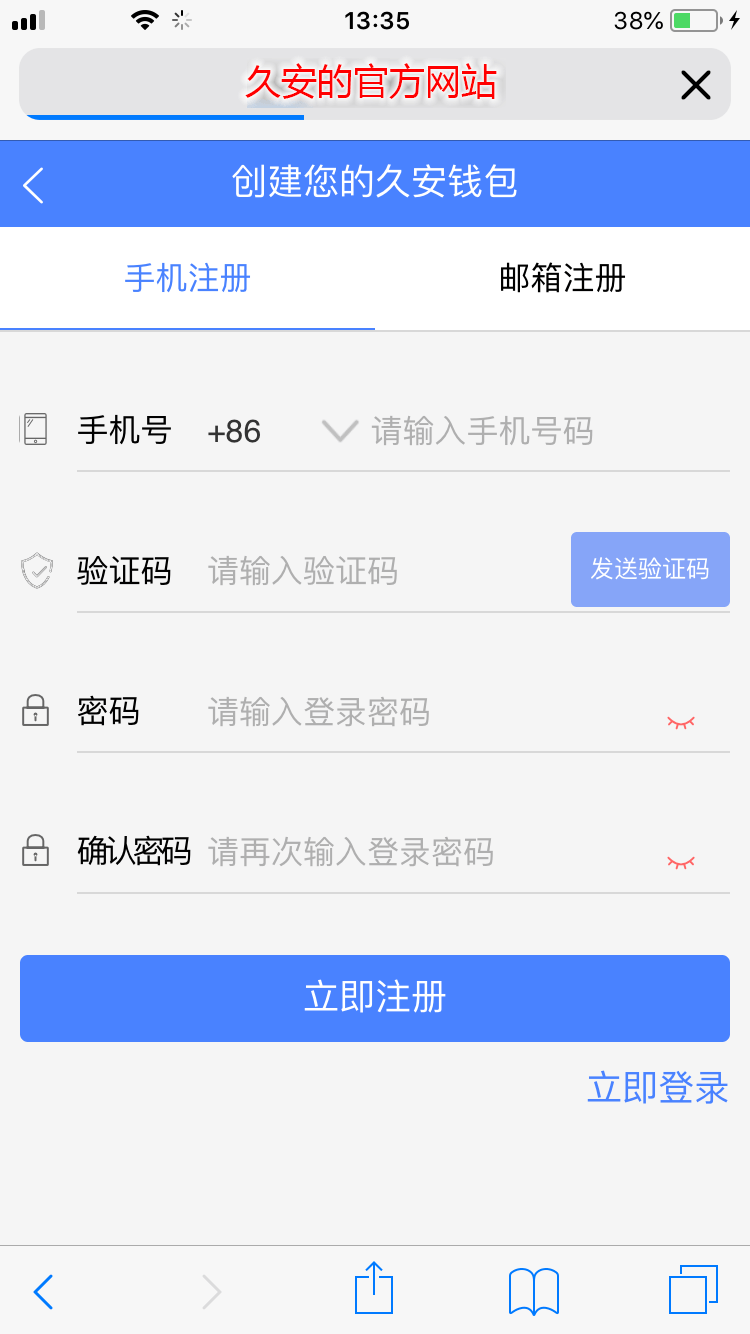 13:35
38%
久安的官方网站
创建您的久安钱包
手机注册
邮箱注册
手机号 +86 请输入手机号码
验证码 请输入验证码 发送验证码
密码 请输入登录密码
确认密码 请再次输入登录密码
立即注册
立即登录